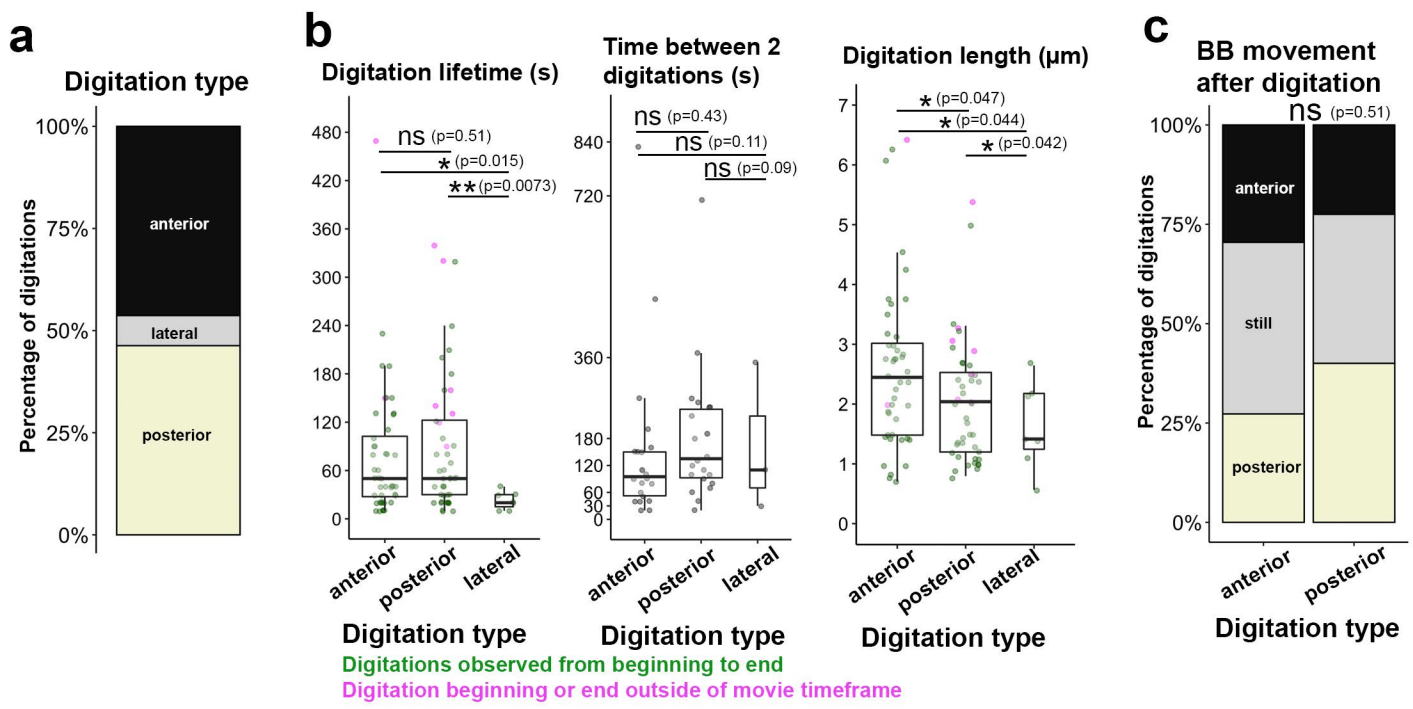 a
Digitation type
Percentage of digitations
100%
75%
50%
25%
0%
anterior
lateral
posterior
b
Digitation lifetime (s)
480
420
360
300
240
180
120
60
0
ns (p=0.51)
* (p=0.015)
** (p=0.0073)
anterior
posterior
lateral
Digitation type
Time between 2
digitations (s)
840
720
360
180
120
60
30
0
ns (p=0.43)
ns (p=0.11)
ns (p=0.09)
anterior
posterior
lateral
Digitation type
Digitation length (µm)
7
6
5
4
3
2
1
0
* (p=0.047)
* (p=0.044)
* (p=0.042)
anterior
posterior
lateral
Digitation type
Digitations observed from beginning to end
Digitation beginning or end outside of movie timeframe
c
BB movement
after digitation
ns (p=0.51)
Percentage of digitations
100%
75%
50%
25%
0%
anterior
still
posterior
anterior
posterior
Digitation type